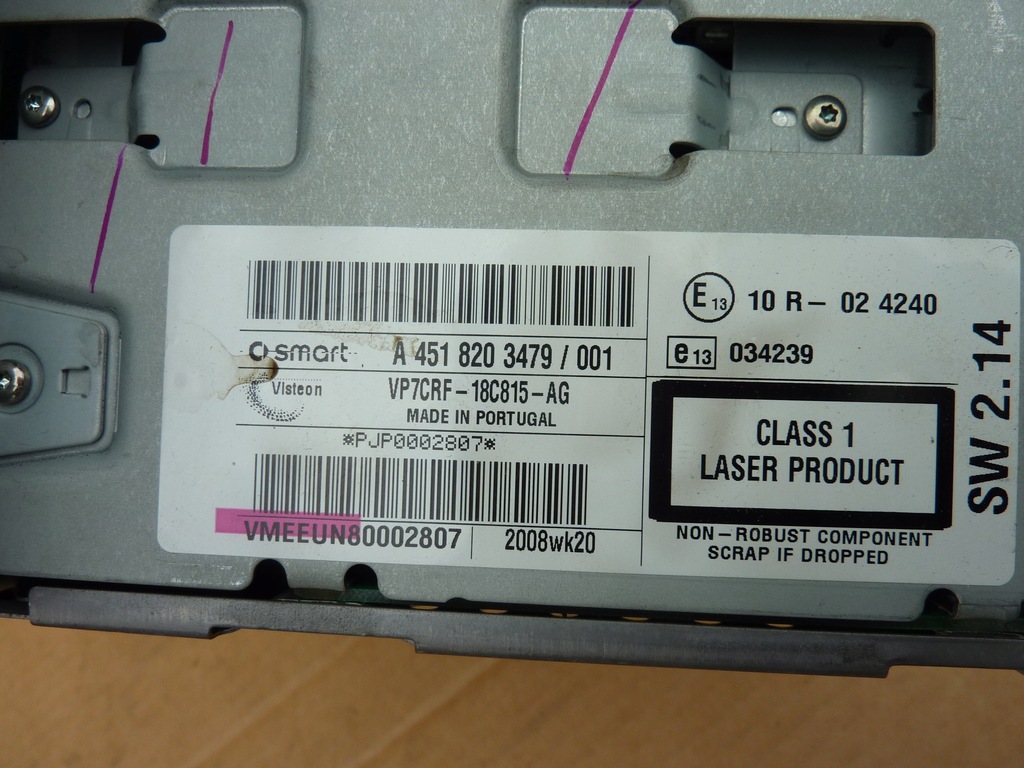 smart A 451 820 3479 / 001
Visteon VP7CRF-18C815-AG
MADE IN PORTUGAL
*PJP0002807*
VMEEUN80002807 2008wk20
E13 10 R- 02 4240
e13 034239
CLASS 1
LASER PRODUCT
NON-ROBUST COMPONENT
SCRAP IF DROPPED
SW 2.14